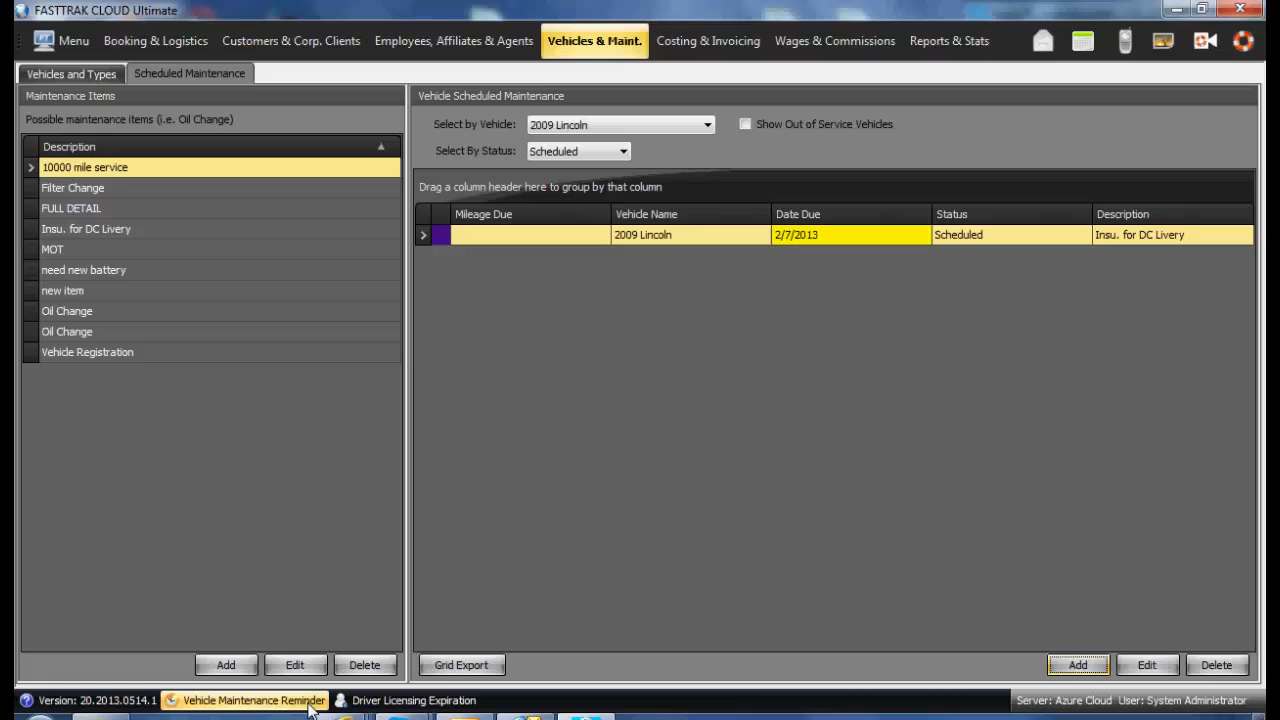 FASTTRAK CLOUD Ultimate
Menu Booking & Logistics Customers & Corp. Clients Employees, Affiliates & Agents Vehicles & Maint. Costing & Invoicing Wages & Commissions Reports & Stats
Vehicles and Types Scheduled Maintenance
Maintenance Items
Possible maintenance items (i.e. Oil Change)
Description
10000 mile service
Filter Change
FULL DETAIL
Insu. for DC Livery
MOT
need new battery
new item
Oil Change
Oil Change
Vehicle Registration
Add Edit Delete
Vehicle Scheduled Maintenance
Select by Vehicle: 2009 Lincoln Show Out of Service Vehicles
Select By Status: Scheduled
Drag a column header here to group by that column
Mileage Due Vehicle Name Date Due Status Description
2009 Lincoln 2/7/2013 Scheduled Insu. for DC Livery
Grid Export Add Edit Delete
Version: 20.2013.0514.1 Vehicle Maintenance Reminder Driver Licensing Expiration Server: Azure Cloud User: System Administrator